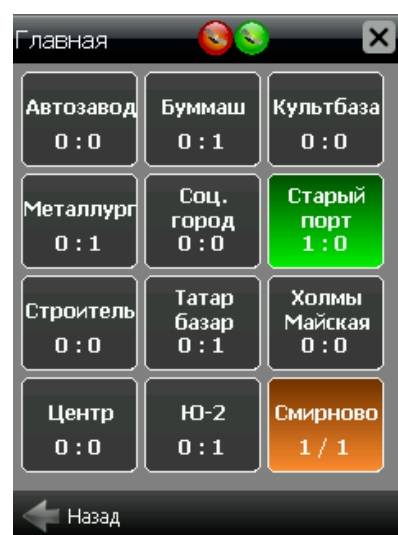 Главная
Автозавод
0 : 0
Буммаш
0 : 1
Культбаза
0 : 0
Металлург
0 : 1
Соц.
город
0 : 0
Старый
порт
1 : 0
Строитель
0 : 0
Татар
базар
0 : 1
Холмы
Майская
0 : 0
Центр
0 : 0
Ю-2
0 : 1
Смирново
1 / 1
Назад